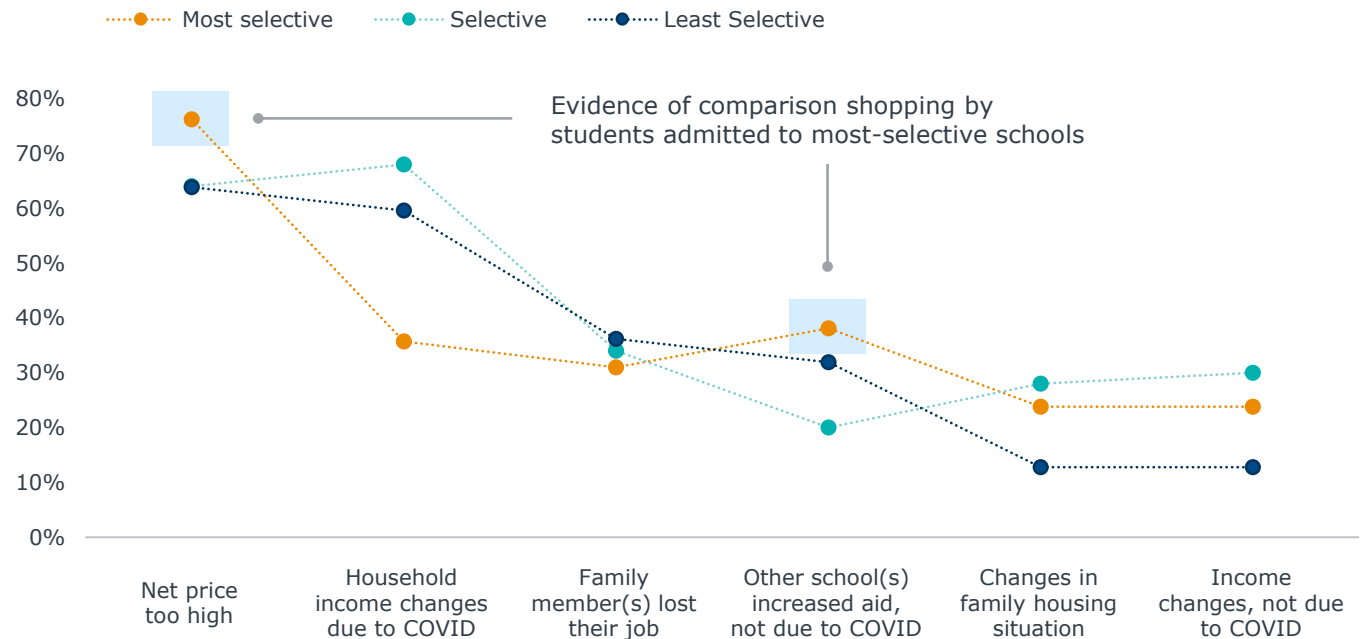 Most selective
Selective
Least Selective
Evidence of comparison shopping by
students admitted to most-selective schools
80%
70%
60%
50%
40%
30%
20%
10%
0%
Net price
too high
Household
income changes
due to COVID
Family
member(s) lost
their job
Other school(s)
increased aid,
not due to COVID
Changes in
family housing
situation
Income
changes, not due
to COVID